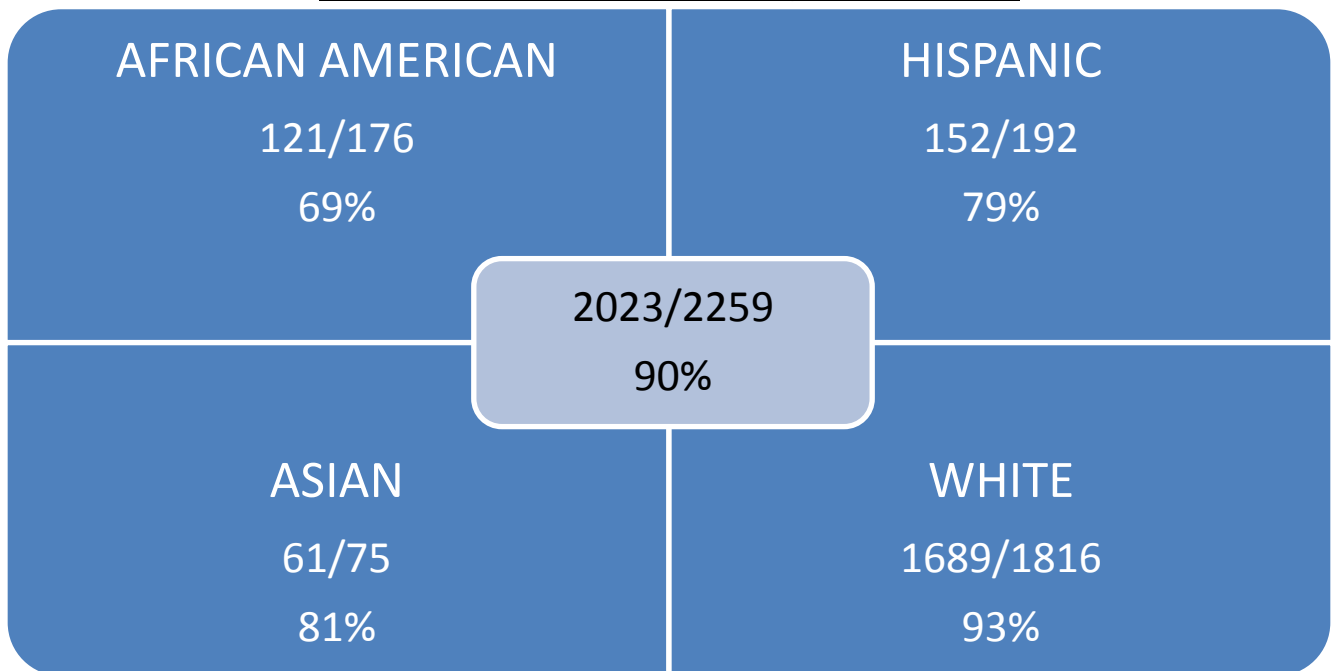 AFRICAN AMERICAN
121/176
69%
HISPANIC
152/192
79%
2023/2259
90%
ASIAN
61/75
81%
WHITE
1689/1816
93%